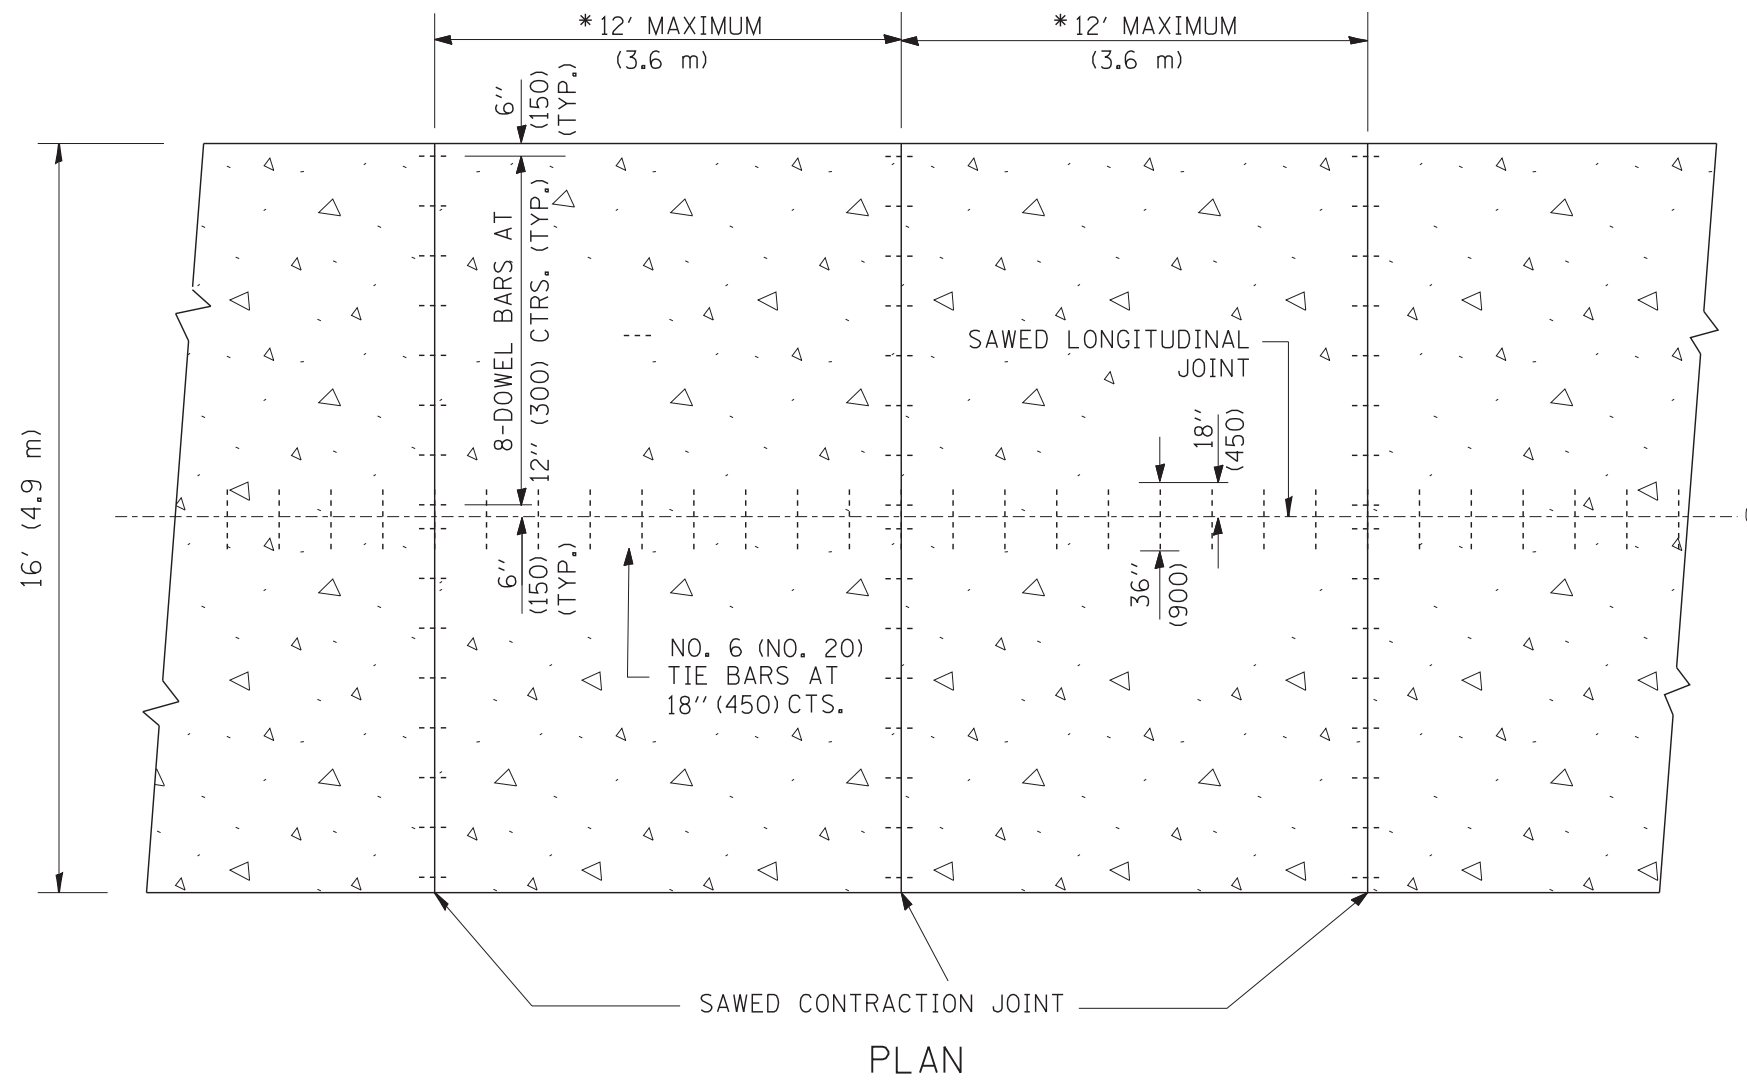 *12' MAXIMUM
(3.6 m)
*12' MAXIMUM
(3.6 m)
6''
(150)
(TYP.)
8-DOWEL BARS AT
12'' (300) CTRS. (TYP.)
SAWED LONGITUDINAL
JOINT
18''
(450)
16' (4.9 m)
6''
(150)
(TYP.)
36''
(900)
NO. 6 (NO. 20)
TIE BARS AT
18'' (450) CTS.
SAWED CONTRACTION JOINT
PLAN